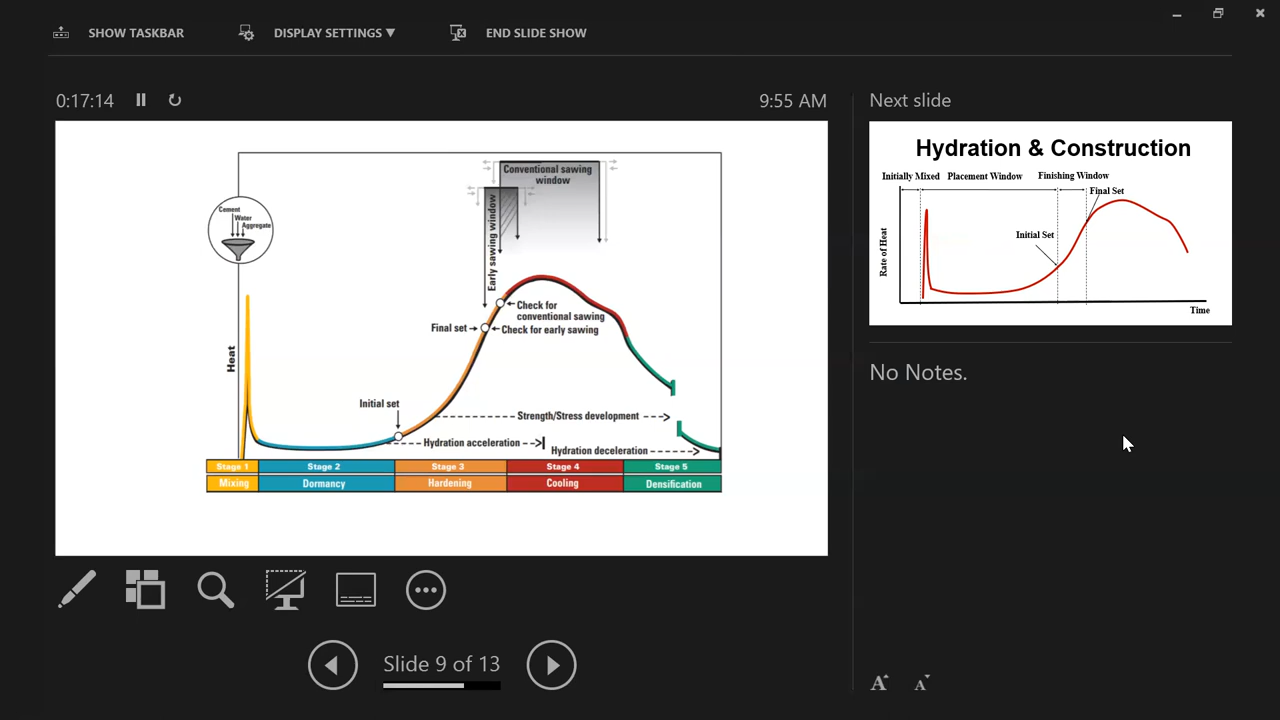 SHOW TASKBAR
DISPLAY SETTINGS ▼
END SLIDE SHOW
0:17:14
9:55 AM
Conventional sawing
window
Early sawing window
Cement
Water
Aggregate
Heat
Check for
conventional sawing
Final set
Check for early sawing
Initial set
Strength/Stress development
Hydration acceleration
Hydration deceleration
Stage 1
Stage 2
Stage 3
Stage 4
Stage 5
Mixing
Dormancy
Hardening
Cooling
Densification
Slide 9 of 13
Next slide
Hydration & Construction
Initially Mixed
Placement Window
Finishing Window
Final Set
Initial Set
Rate of Heat
Time
No Notes.
A
A